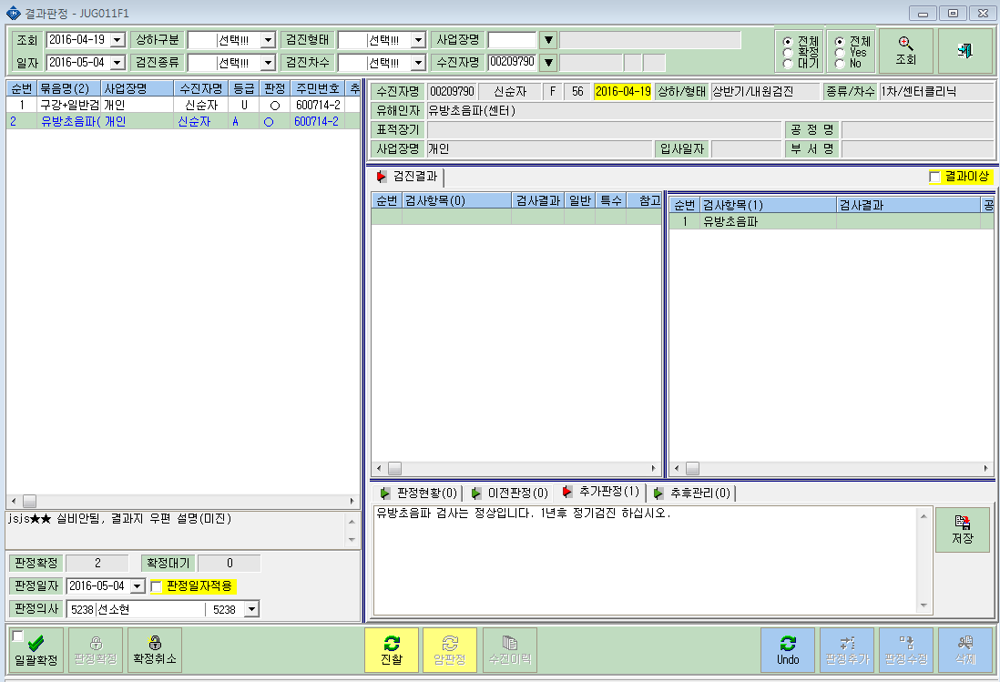 결과판정 - JUG011F1
조회 2016-04-19 상하구분 선택!!! 검진형태 선택!!! 사업장명 ▼
일자 2016-05-04 검진종류 선택!!! 검진차수 선택!!! 수진자명 00209790 ▼
전체 확정 대기
전체 Yes No
조회
순번 묶음명(2) 사업장명 수진자명 등급 판정 주민번호 추
1 구강+일반검 개인 신순자 U ○ 600714-2
2 유방초음파( 개인 신순자 A ○ 600714-2
수진자명 00209790 신순자 F 56 2016-04-19 상하/형태 상반기/내원검진 종류/차수 1차/센터클리닉
유해인자 유방초음파(센터)
표적장기 공 정 명
사업장명 개인 입사일자 부 서 명
검진결과 결과이상
순번 검사항목(0) 검사결과 일반 특수 참고
순번 검사항목(1) 검사결과 공
1 유방초음파
판정현황(0) 이전판정(0) 추가판정(1) 추후관리(0)
유방초음파 검사는 정상입니다. 1년후 정기검진 하십시오.
저장
jsjs★★ 실비안됨, 결과지 우편 설명(미진)
판정확정 2 확정대기 0
판정일자 2016-05-04 판정일자적용
판정의사 5238 선소현 5238
일괄확정 판정확정 확정취소 진찰 암판정 수진이력 Undo 판정추가 판정수정 삭제